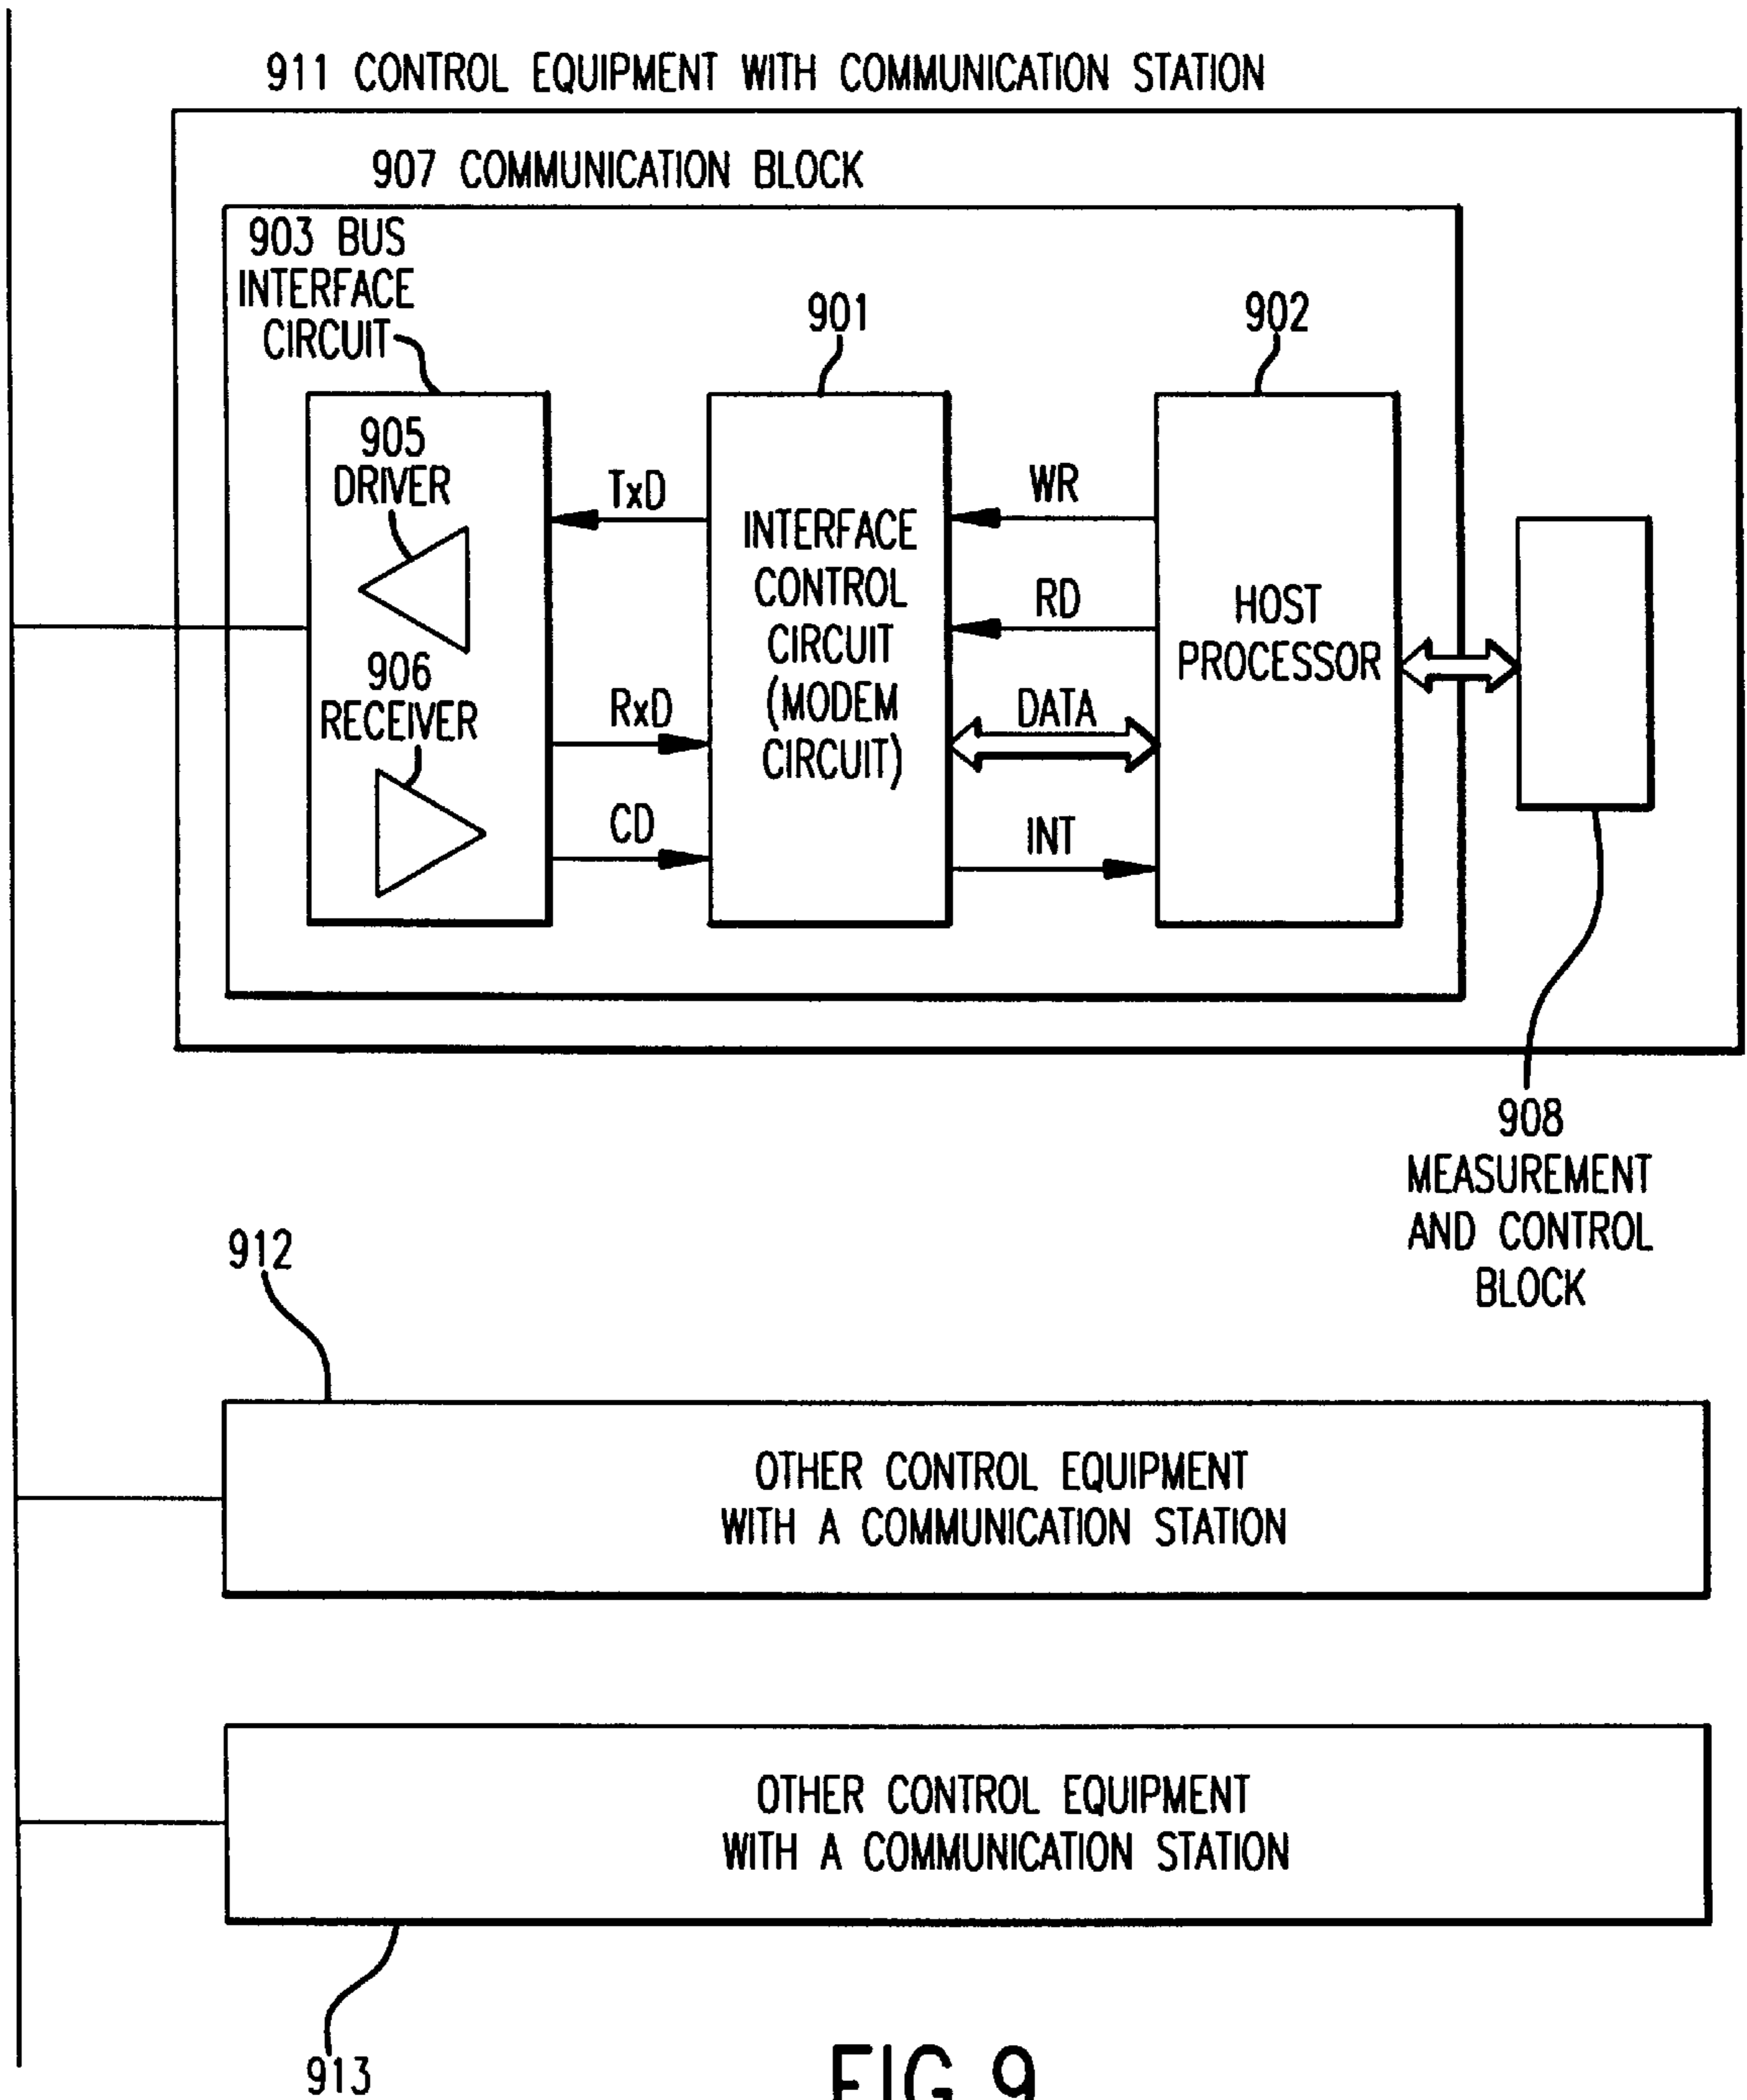 911 CONTROL EQUIPMENT WITH COMMUNICATION STATION
907 COMMUNICATION BLOCK
903 BUS
INTERFACE
CIRCUIT
901
902
905
DRIVER
906
RECEIVER
TxD
RxD
CD
INTERFACE
CONTROL
CIRCUIT
(MODEM
CIRCUIT)
WR
RD
DATA
INT
HOST
PROCESSOR
908
MEASUREMENT
AND CONTROL
BLOCK
912
OTHER CONTROL EQUIPMENT
WITH A COMMUNICATION STATION
OTHER CONTROL EQUIPMENT
WITH A COMMUNICATION STATION
913
FIG.9